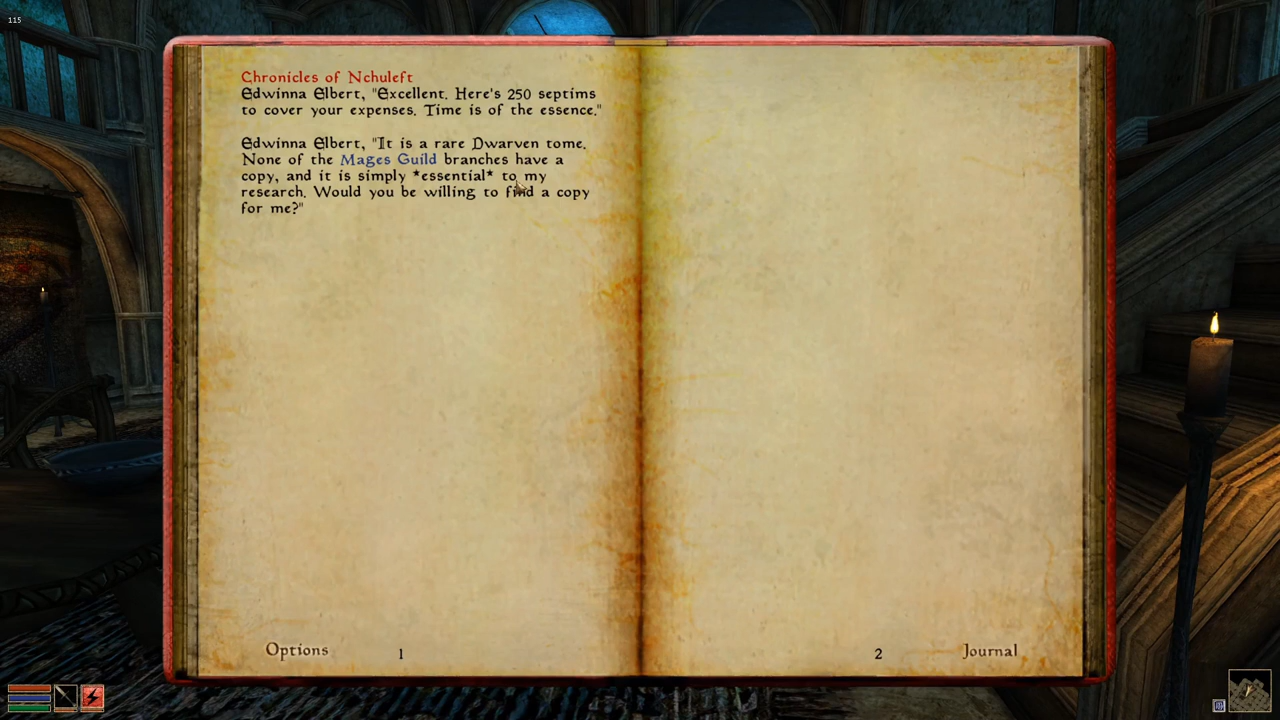 115
Chronicles of Nchuleft
Edwinna Elbert, "Excellent. Here's 250 septims
to cover your expenses. Time is of the essence."
Edwinna Elbert, "It is a rare Dwarven tome.
None of the Mages Guild branches have a
copy, and it is simply *essential* to my
research. Would you be willing to find a copy
for me?"
Options
1
2
Journal